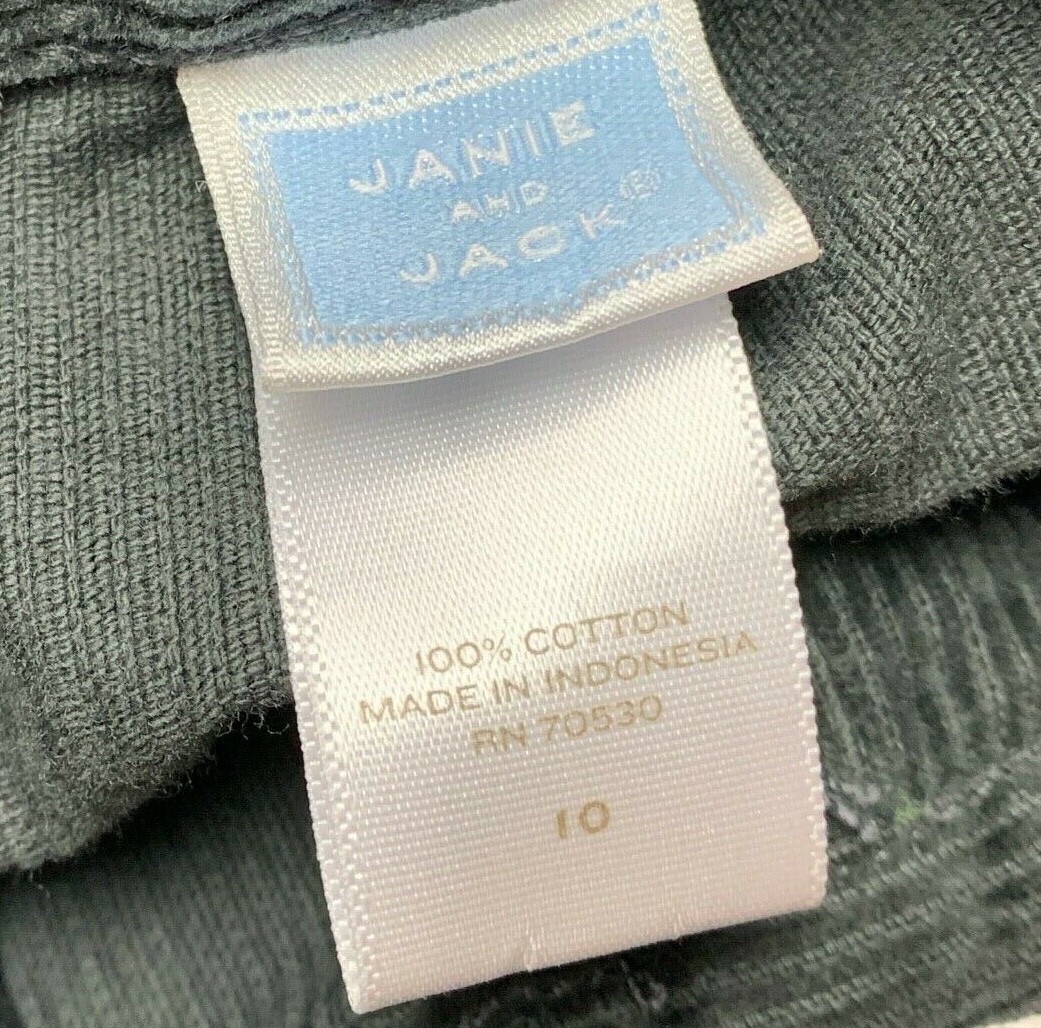 JANIE
AND
JACK ®
100% COTTON
MADE IN INDONESIA
RN 70530
10